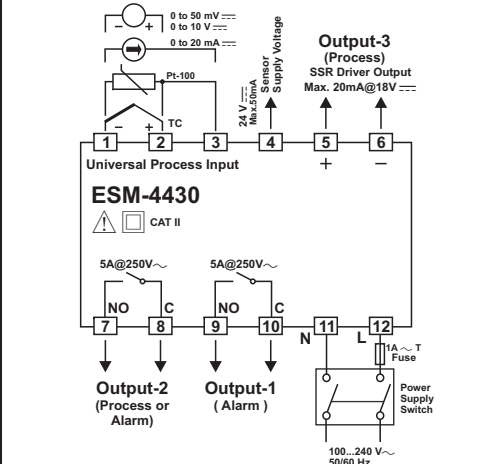 0 to 50 mV
0 to 10 V
0 to 20 mA
Pt-100
TC
24 V
Max.50mA
Sensor
Supply Voltage
Output-3
(Process)
SSR Driver Output
Max. 20mA@18V
− +
− +
1 2 3 4 5 6
Universal Process Input
+ −
ESM-4430
CAT II
5A@250V~ 5A@250V~
NO C NO C
7 8 9 10 11 12
N L
1A ~ T
Fuse
Output-2
(Process or
Alarm)
Output-1
( Alarm )
Power
Supply
Switch
100...240 V~
50/60 Hz